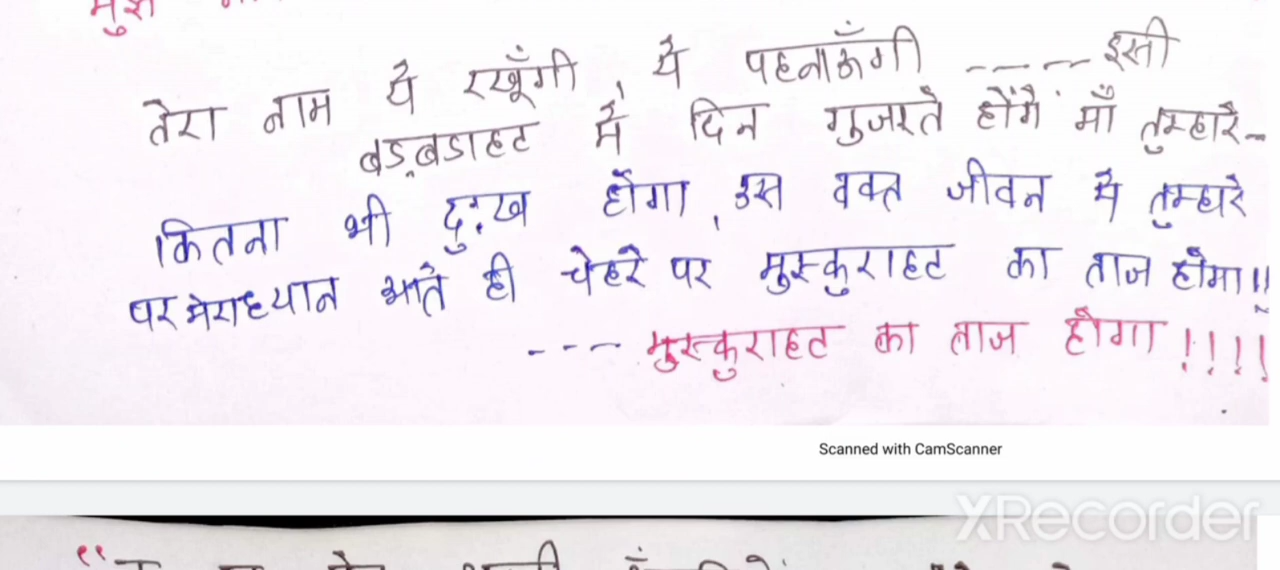 तेरा नाम ये रखूँगी ये पहनाऊँगी ---- इसी
बड़बडाहट में दिन गुजरते होंगे माँ तुम्हारे--
कितना भी दुःख होगा, उस वक्त जीवन मे तुम्हारे
पर मेराध्यान आते ही चेहरे पर मुस्कुराहट का ताज होगा!!
--- मुस्कुराहट का ताज होगा !!!!
Scanned with CamScanner
XRecorder